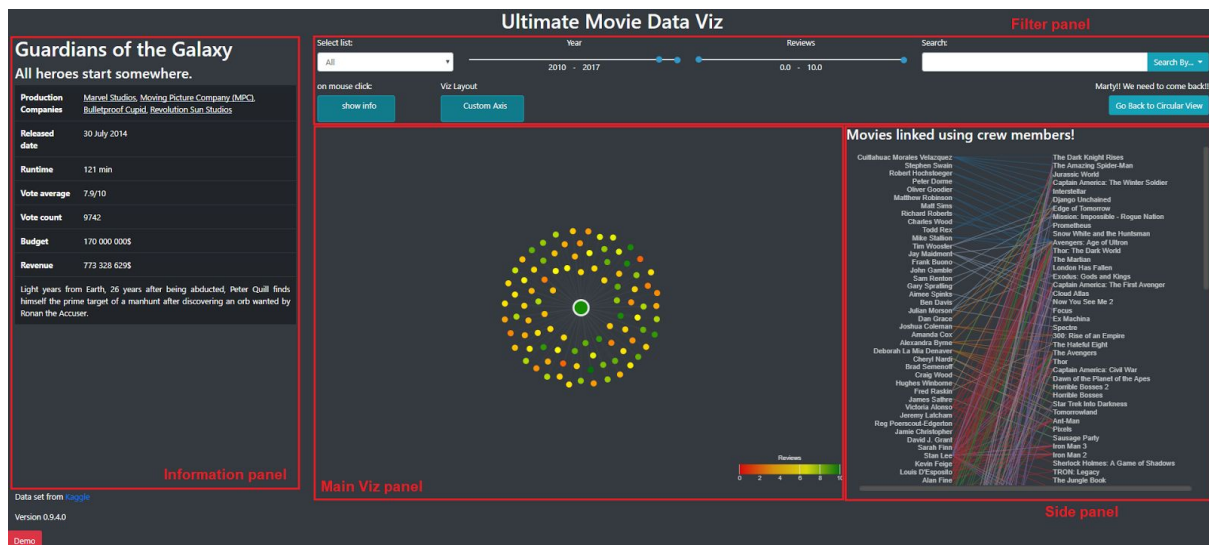 Ultimate Movie Data Viz
Filter panel
Guardians of the Galaxy
All heroes start somewhere.
Production Companies
Marvel Studios, Moving Picture Company (MPC),
Bulletproof Cupid, Revolution Sun Studios
Released date
30 July 2014
Runtime
121 min
Vote average
7.9/10
Vote count
9742
Budget
170 000 000$
Revenue
773 328 629$
Light years from Earth, 26 years after being abducted, Peter Quill finds
himself the prime target of a manhunt after discovering an orb wanted by
Ronan the Accuser.
Information panel
Data set from Kaggle
Version 0.9.4.0
Demo
Select list:
All
Year
2010 - 2017
Reviews
0.0 - 10.0
Search:
Search By...
on mouse click:
show info
Viz Layout
Custom Axis
Marty!! We need to come back!!
Go Back to Circular View
Reviews
0 2 4 6 8 10
Main Viz panel
Movies linked using crew members!
Cuitlahuac Morales Velazquez
Stephen Swain
Robert Hochstoeger
Peter Dorme
Oliver Goodier
Matthew Robinson
Matt Sims
Richard Roberts
Charles Wood
Todd Rex
Mike Stallion
Tim Wooster
Jay Maidment
Frank Buono
John Gamble
Sam Renton
Gary Spratling
Aimee Spinks
Ben Davis
Julian Morson
Dan Grace
Joshua Coleman
Amanda Cox
Alexandra Byrne
Deborah La Mia Denaver
Cheryl Nardi
Brad Semenoff
Craig Wood
Hughes Winborne
Fred Raskin
James Sathre
Victoria Alonso
Jeremy Latcham
Reg Poerscout-Edgerton
Jamie Christopher
David J. Grant
Sarah Finn
Stan Lee
Kevin Feige
Louis D'Esposito
Alan Fine
The Dark Knight Rises
The Amazing Spider-Man
Jurassic World
Captain America: The Winter Soldier
Interstellar
Django Unchained
Edge of Tomorrow
Mission: Impossible - Rogue Nation
Prometheus
Snow White and the Huntsman
Avengers: Age of Ultron
Thor: The Dark World
The Martian
London Has Fallen
Exodus: Gods and Kings
Captain America: The First Avenger
Cloud Atlas
Now You See Me 2
Focus
Ex Machina
Spectre
300: Rise of an Empire
The Hateful Eight
The Avengers
Thor
Captain America: Civil War
Dawn of the Planet of the Apes
Horrible Bosses 2
Horrible Bosses
Star Trek Into Darkness
Tomorrowland
Ant-Man
Pixels
Sausage Party
Iron Man 3
Iron Man 2
Sherlock Holmes: A Game of Shadows
TRON: Legacy
The Jungle Book
Side panel